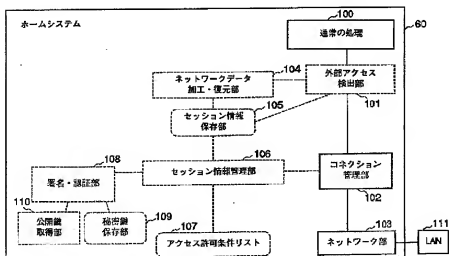 ホームシステム
100
60
通常の処理
104
ネットワークデータ
加工・復元部
外部アクセス
検出部
105
101
セッション情報
保存部
108
106
署名・認証部
セッション情報管理部
コネクション
管理部
102
110
109
107
103
111
公開鍵
取得部
秘密鍵
保存部
アクセス許可条件リスト
ネットワーク部
LAN